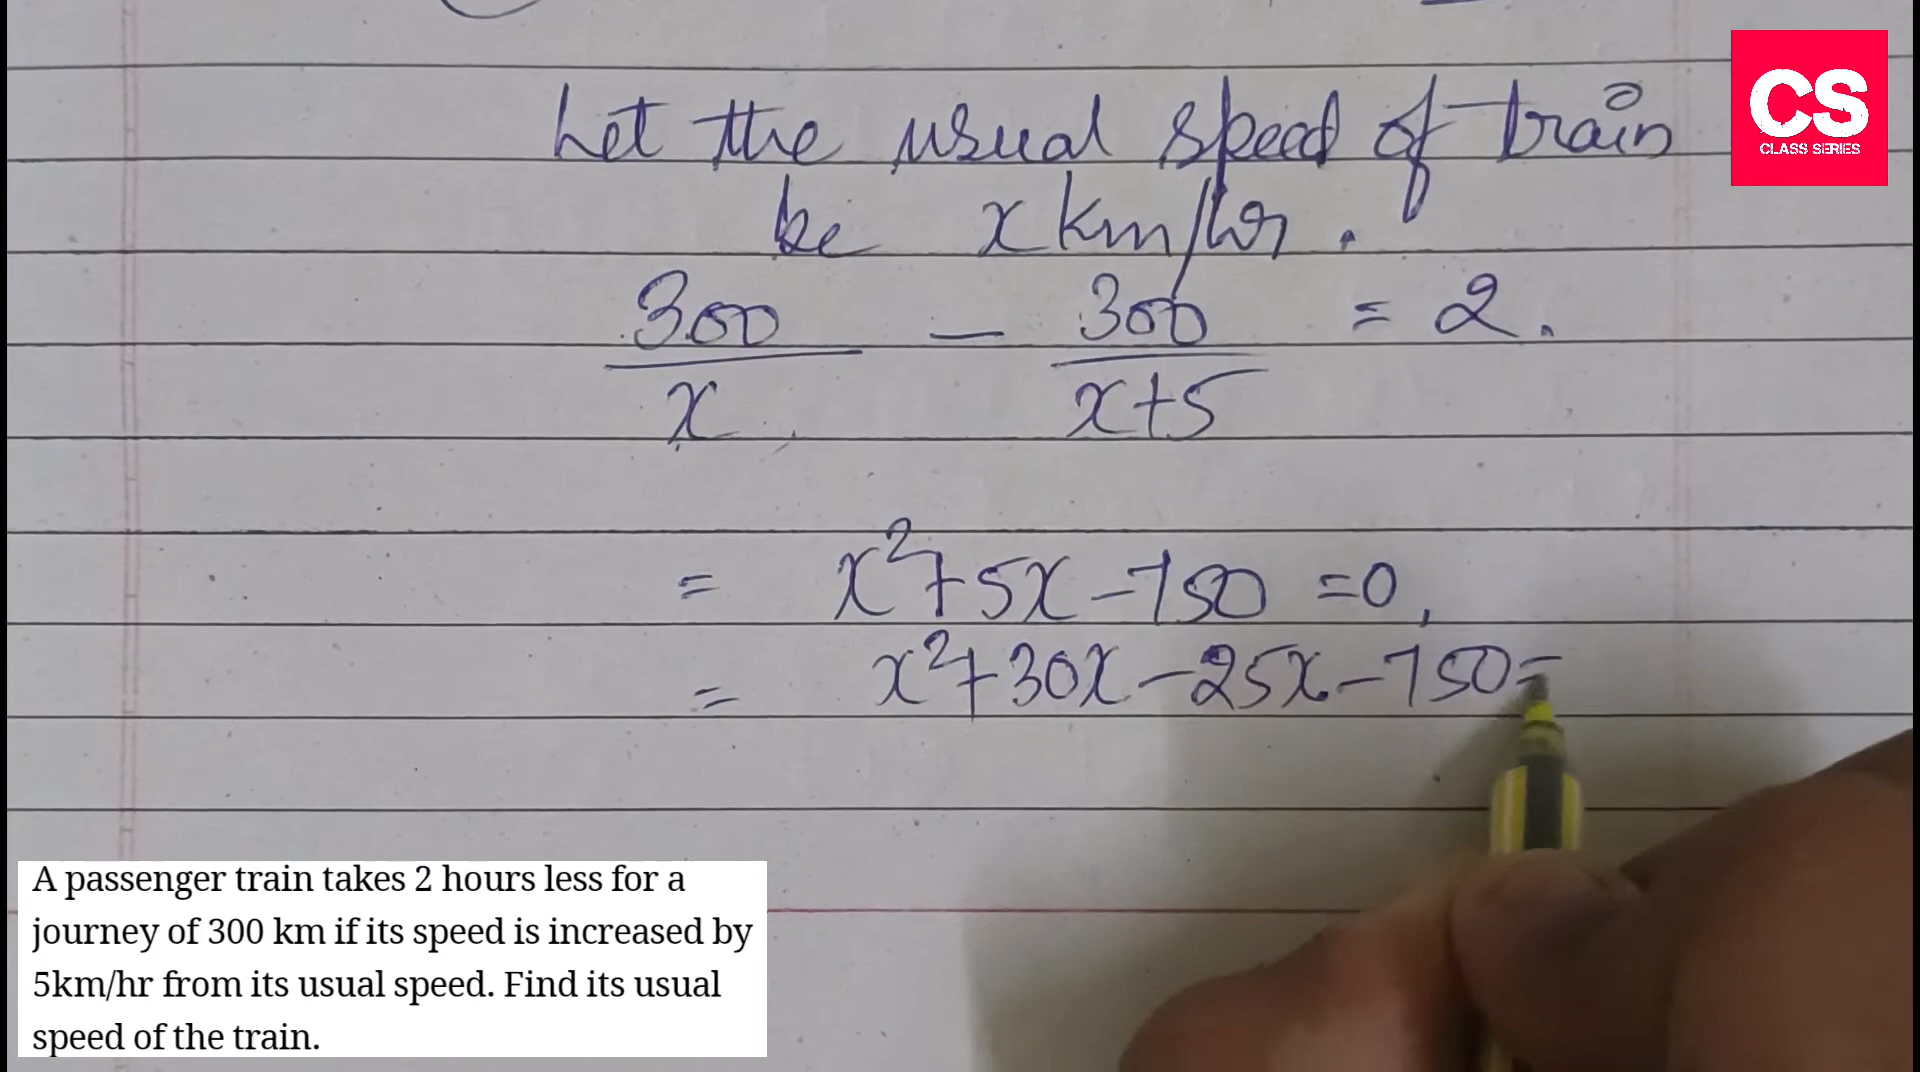 CS
CLASS SERIES
Let the usual speed of train
be x km/hr.
300/x − 300/x+5 = 2.
= x²+5x−750 =0,
= x²+30x−25x−750=
A passenger train takes 2 hours less for a
journey of 300 km if its speed is increased by
5km/hr from its usual speed. Find its usual
speed of the train.